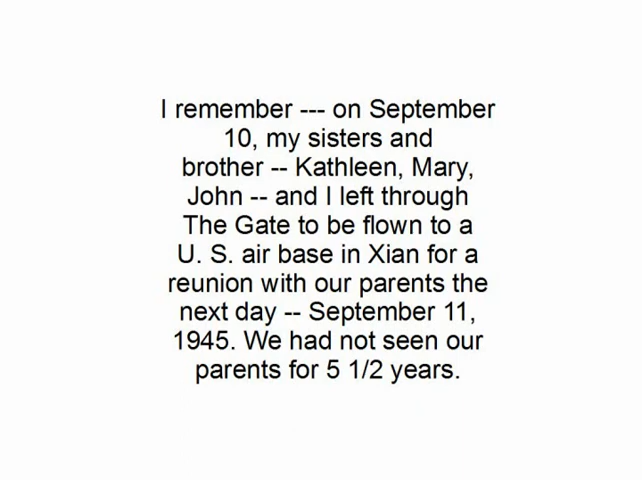 I remember --- on September
10, my sisters and
brother -- Kathleen, Mary,
John -- and I left through
The Gate to be flown to a
U. S. air base in Xian for a
reunion with our parents the
next day -- September 11,
1945. We had not seen our
parents for 5 1/2 years.